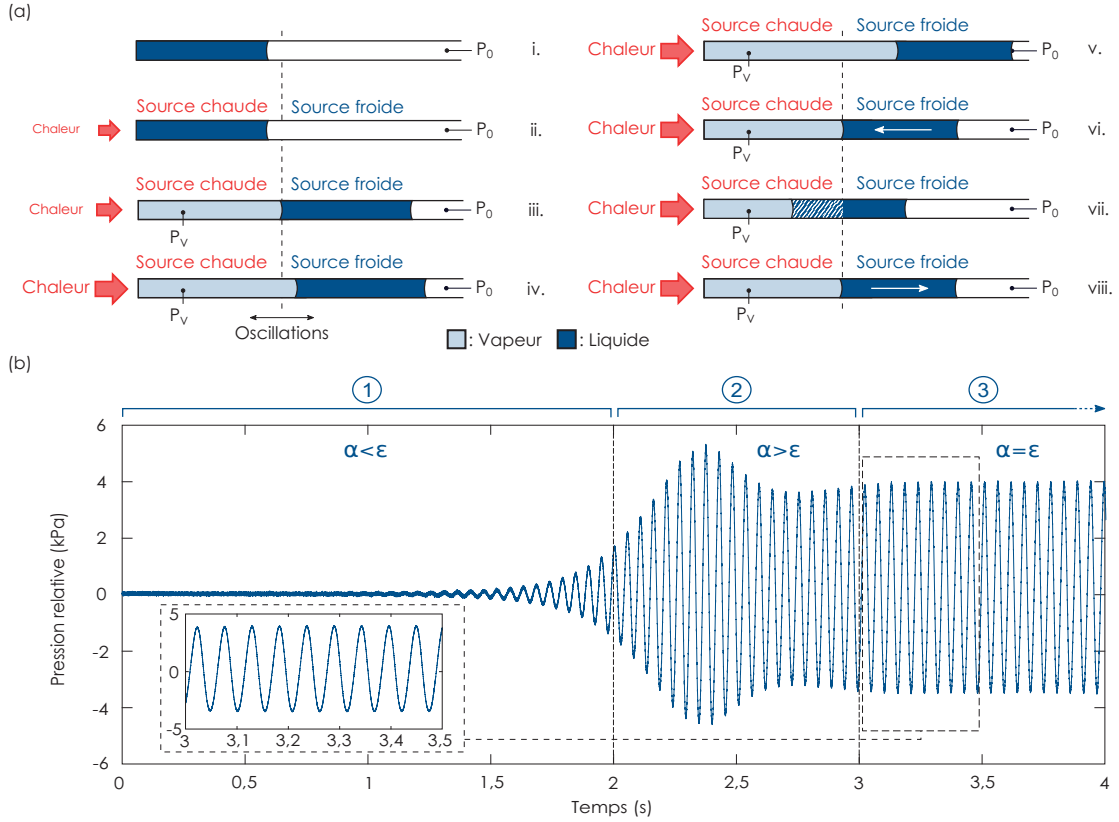 (a)
P0 i.
Source chaude Source froide
Chaleur P0 ii.
Source chaude Source froide
Chaleur P0 iii.
PV
Source chaude Source froide
Chaleur P0 iv.
PV
Oscillations
Source chaude Source froide
Chaleur P0 v.
PV
Source chaude Source froide
Chaleur P0 vi.
PV
Source chaude Source froide
Chaleur P0 vii.
PV
Source chaude Source froide
Chaleur P0 viii.
PV
: Vapeur : Liquide
(b)
1 2 3
α<ε α>ε α=ε
6
4
2
0
-2
-4
-6
Pression relative (kPa)
5
0
-5
3 3,1 3,2 3,3 3,4 3,5
0 0,5 1 1,5 2 2,5 3 3,5 4
Temps (s)